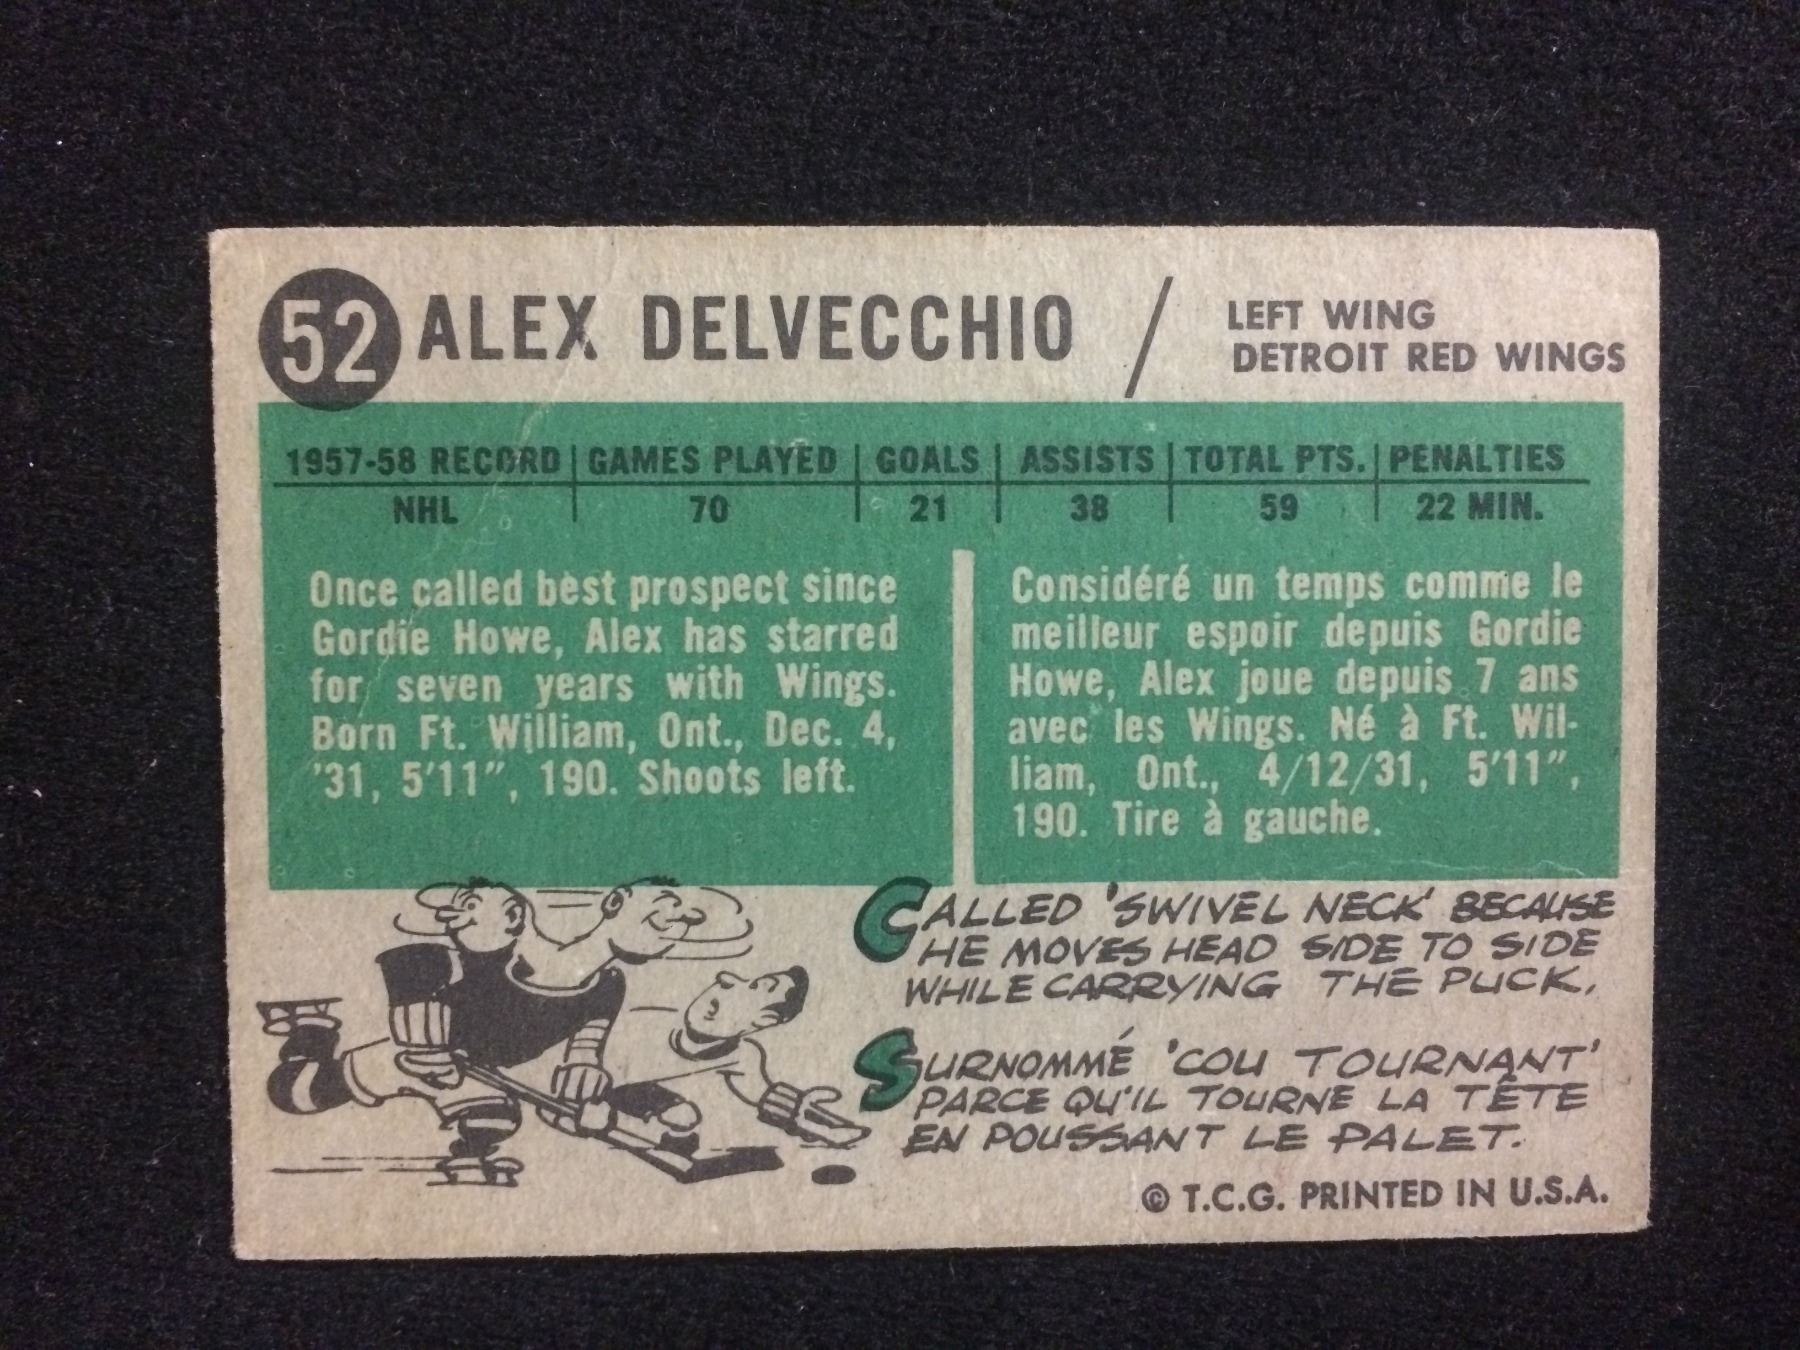 52 ALEX DELVECCHIO / LEFT WING
DETROIT RED WINGS
1957-58 RECORD | GAMES PLAYED | GOALS | ASSISTS | TOTAL PTS. | PENALTIES
NHL | 70 | 21 | 38 | 59 | 22 MIN.
Once called best prospect since
Gordie Howe, Alex has starred
for seven years with Wings.
Born Ft. William, Ont., Dec. 4,
'31, 5'11", 190. Shoots left.
Considéré un temps comme le
meilleur espoir depuis Gordie
Howe, Alex joue depuis 7 ans
avec les Wings. Né à Ft. Wil-
liam, Ont., 4/12/31, 5'11",
190. Tire à gauche.
CALLED 'SWIVEL NECK' BECAUSE
HE MOVES HEAD SIDE TO SIDE
WHILE CARRYING THE PUCK.
SURNOMMÉ 'COU TOURNANT'
PARCE QU'IL TOURNE LA TÊTE
EN POUSSANT LE PALET.
© T.C.G. PRINTED IN U.S.A.